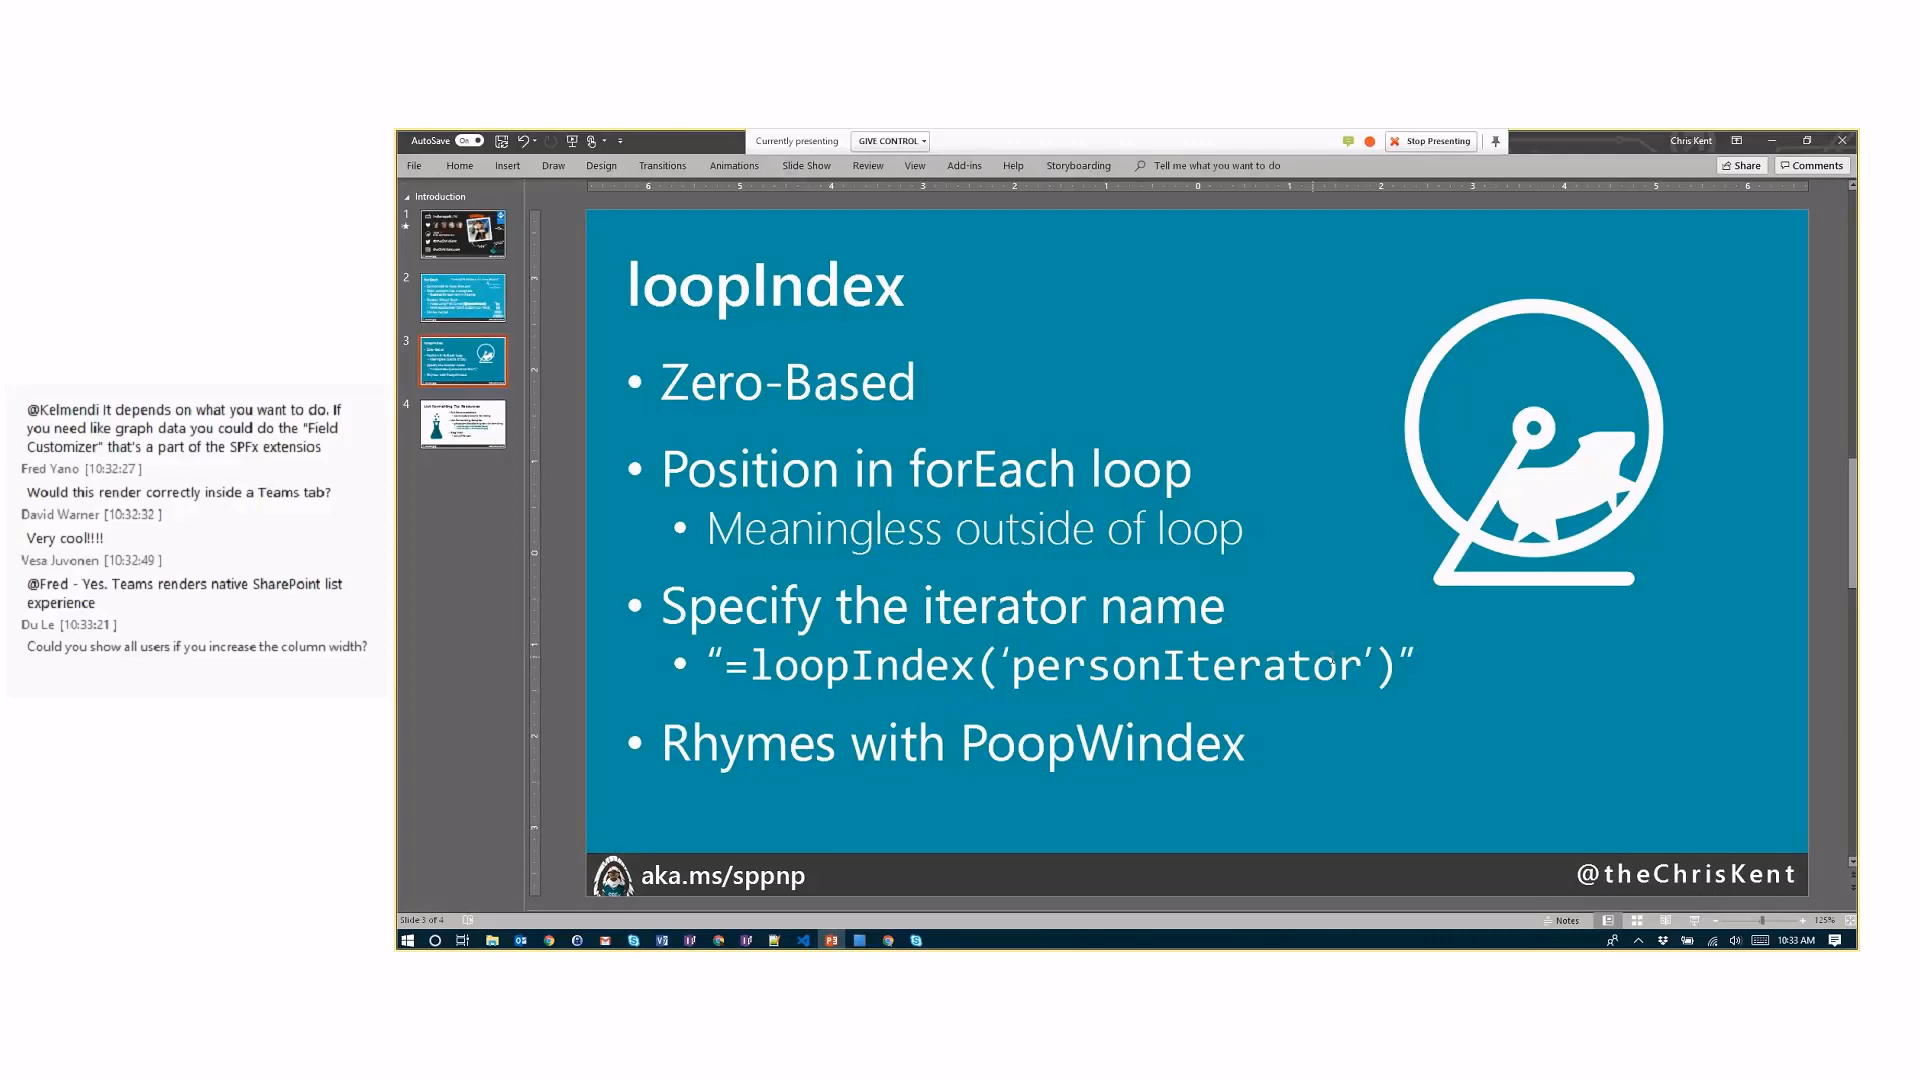 @Kelmendi It depends on what you want to do. If
you need like graph data you could do the "Field
Customizer" that's a part of the SPFx extensios
Fred Yano [10:32:27 ]
Would this render correctly inside a Teams tab?
David Warner [10:32:32 ]
Very cool!!!!
Vesa Juvonen [10:32:49 ]
@Fred - Yes. Teams renders native SharePoint list
experience
Du Le [10:33:21 ]
Could you show all users if you increase the column width?
AutoSave On
Currently presenting GIVE CONTROL
Stop Presenting
Chris Kent
File Home Insert Draw Design Transitions Animations Slide Show Review View Add-ins Help Storyboarding Tell me what you want to do
Share Comments
Introduction
1
2
3
4
loopIndex
• Zero-Based
• Position in forEach loop
• Meaningless outside of loop
• Specify the iterator name
• “=loopIndex(‘personIterator’)”
• Rhymes with PoopWindex
aka.ms/sppnp
@theChrisKent
Slide 3 of 4
Notes
125%
10:33 AM